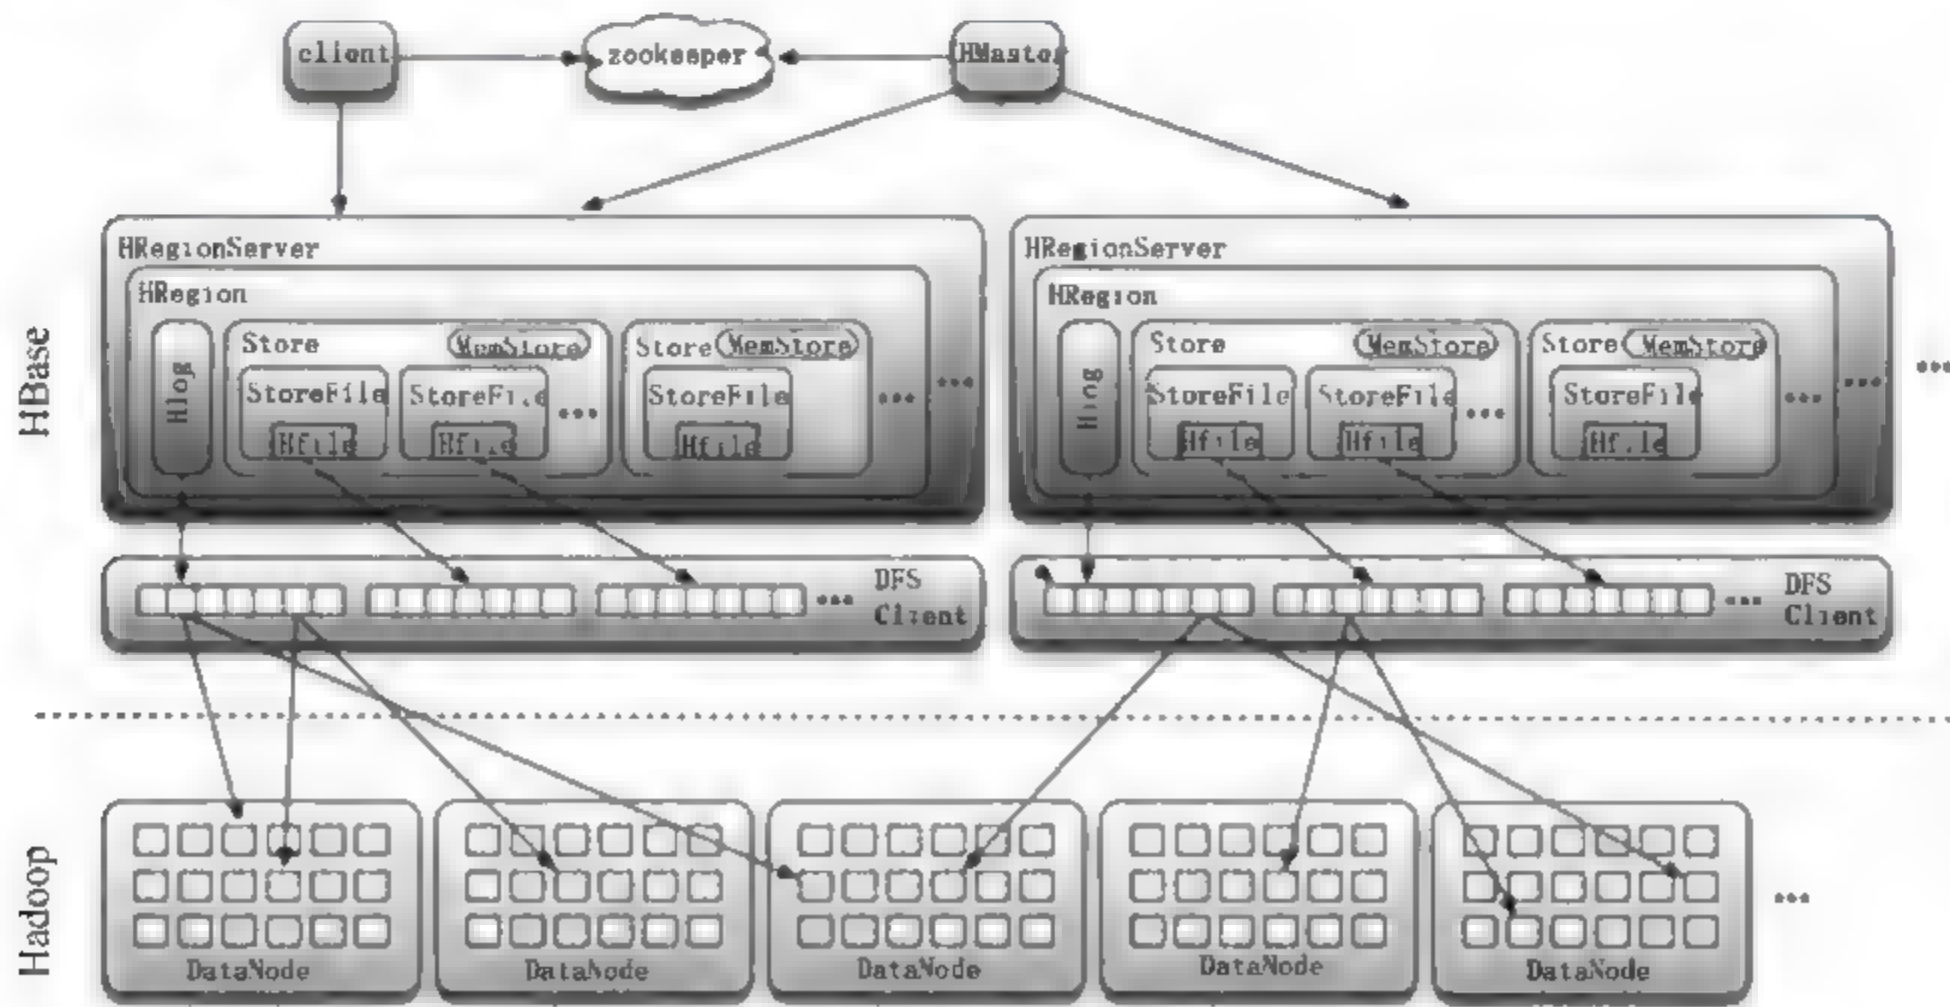 client
zookeeper
HMaster
HBase
HRegionServer
HRegion
Hlog
Store
MemStore
StoreFile
Hfile
StoreFile
Hfile
...
Store
MemStore
StoreFile
Hfile
...
...
HRegionServer
HRegion
Hlog
Store
MemStore
StoreFile
Hfile
StoreFile
Hfile
...
Store
MemStore
StoreFile
Hfile
...
...
...
...
DFS
Client
...
DFS
Client
Hadoop
DataNode
DataNode
DataNode
DataNode
DataNode
...